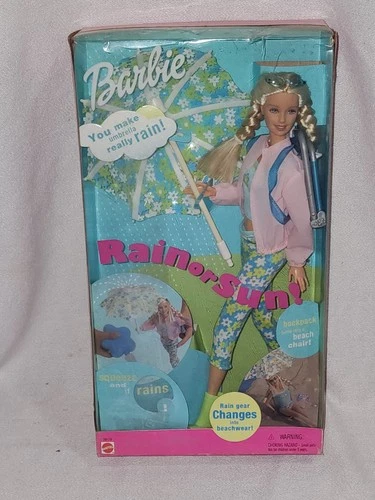 Barbie
You make
umbrella
really rain!
Rain or Sun!
backpack
beach
chair!
squeeze
rains
Rain gear
Changes
into
beachwear!
WARNING: